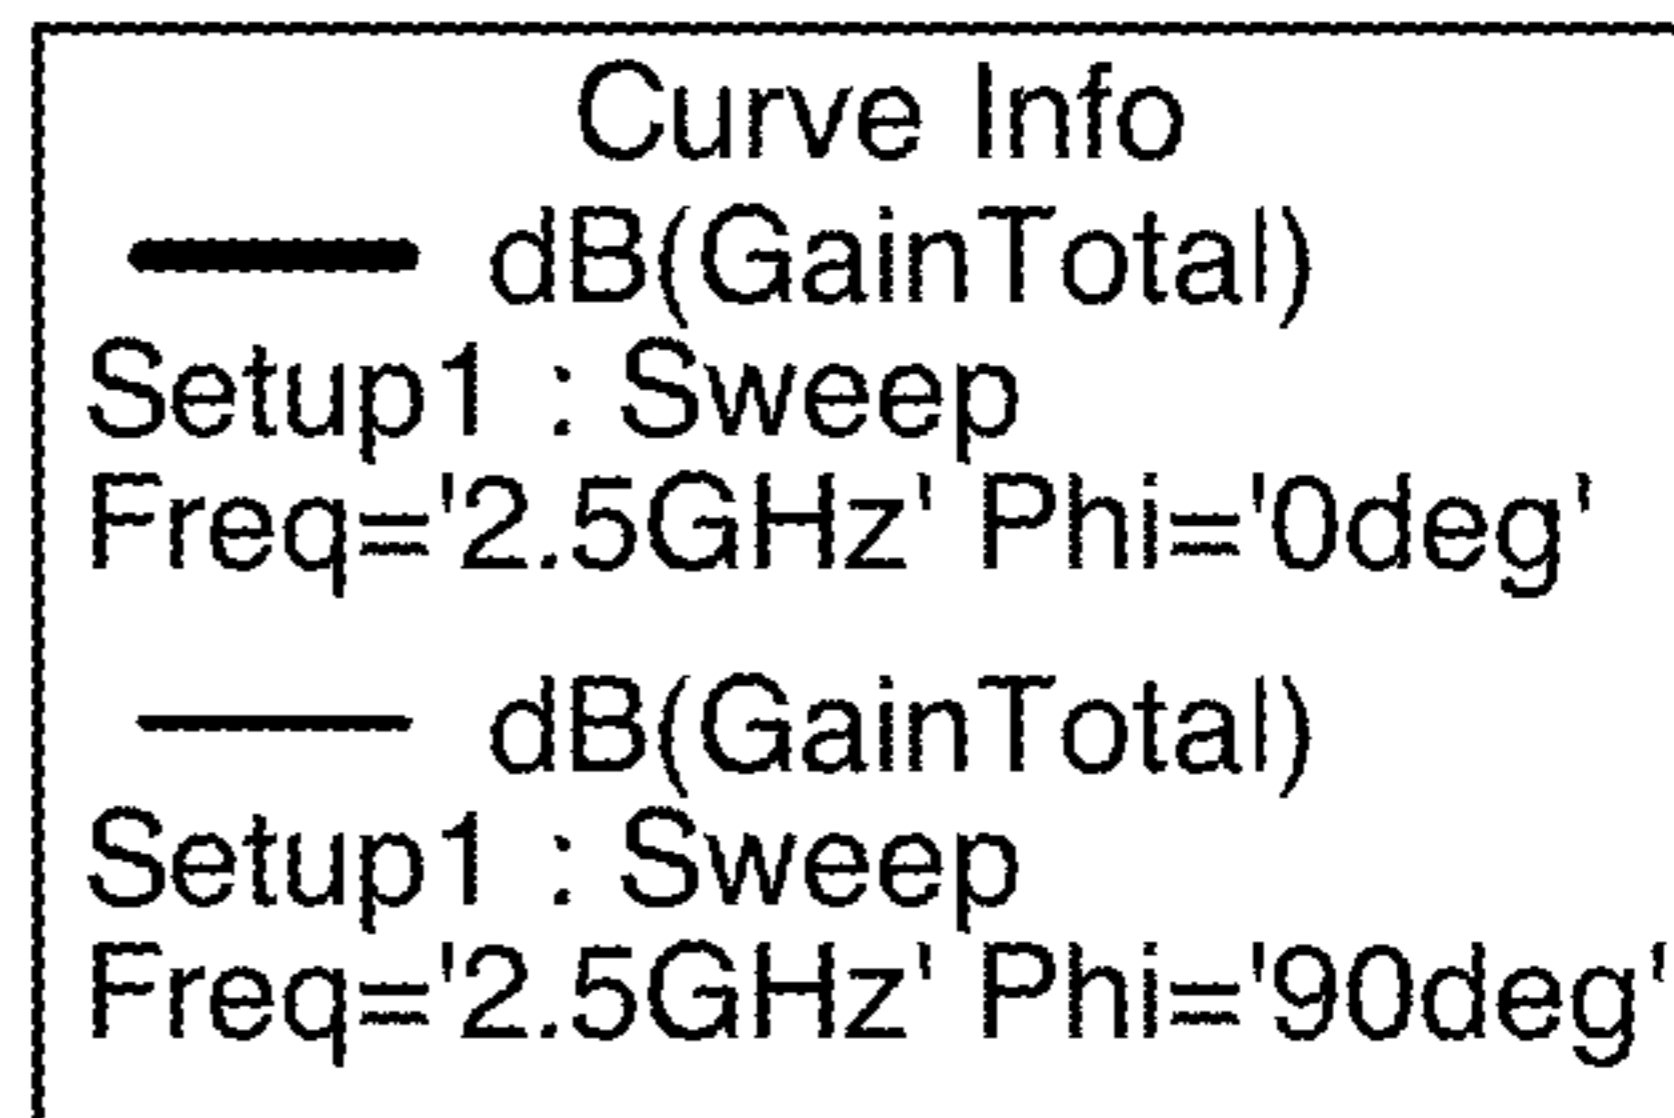 Curve Info
dB(GainTotal)
Setup1 : Sweep
Freq='2.5GHz' Phi='0deg'
dB(GainTotal)
Setup1 : Sweep
Freq='2.5GHz' Phi='90deg'